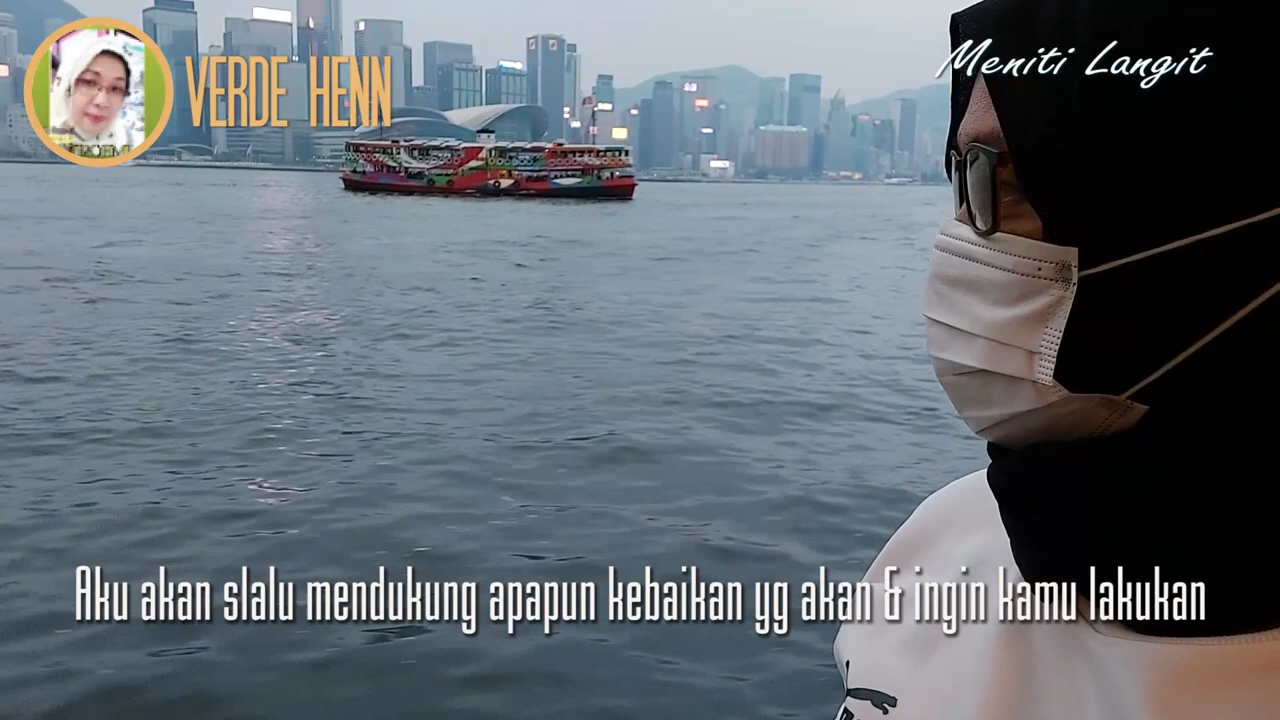 VERDE HENN
Meniti Langit
Aku akan slalu mendukung apapun kebaikan yg akan & ingin kamu lakukan